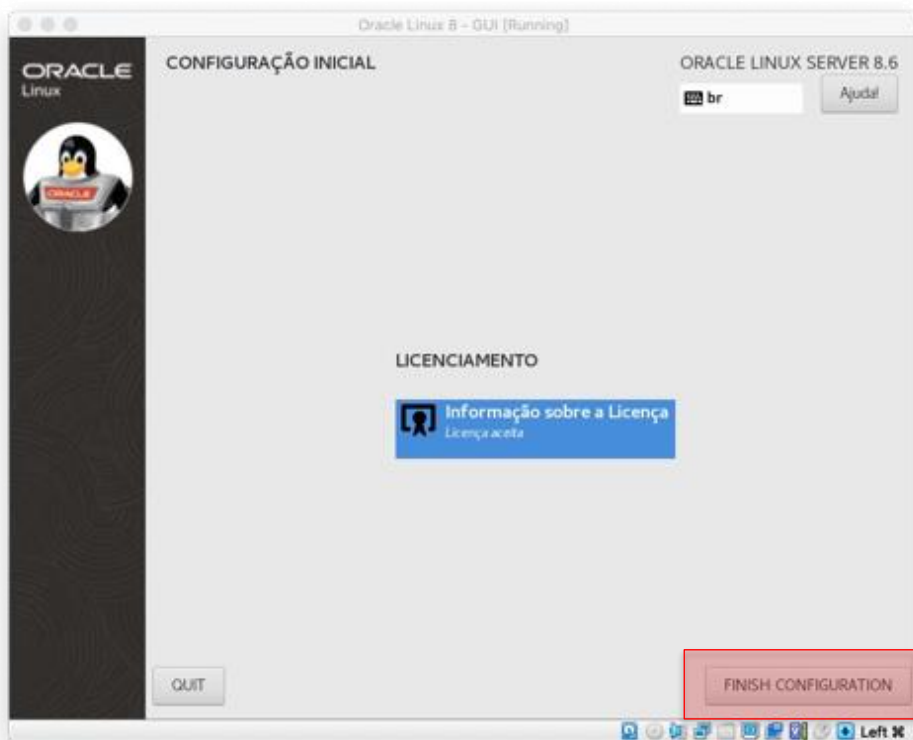 Oracle Linux 8 - GUI [Running]
ORACLE
Linux
CONFIGURAÇÃO INICIAL
ORACLE LINUX SERVER 8.6
br
Ajuda!
ORACLE
LICENCIAMENTO
Informação sobre a Licença
Licença aceita
QUIT
FINISH CONFIGURATION
Left ⌘